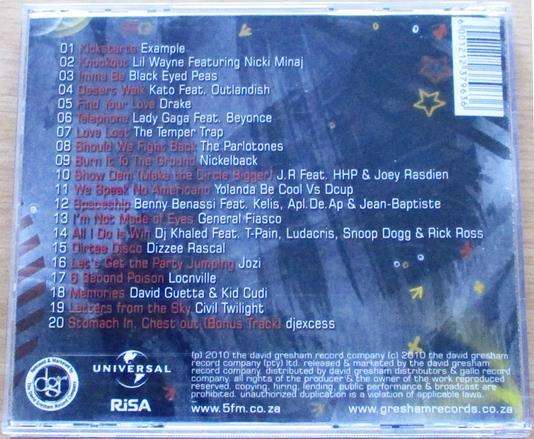 01 Kickstarts Example
02 Knockout Lil Wayne Featuring Nicki Minaj
03 Imma Be Black Eyed Peas
04 Desert Walk Kato Feat. Outlandish
05 Find Your Love Drake
06 Telephone Lady Gaga Feat. Beyonce
07 Love Lost The Temper Trap
08 Should We Fight Back The Parlotones
09 Burn It To The Ground Nickelback
10 Show Dem (Make the Circle Bigger) J.R Feat. HHP & Joey Rasdien
11 We Speak No Americano Yolanda Be Cool Vs Dcup
12 Spaceship Benny Benassi Feat. Kelis, Apl.De.Ap & Jean-Baptiste
13 I'm Not Made of Eyes General Fiasco
14 All I Do Is Win Dj Khaled Feat. T-Pain, Ludacris, Snoop Dogg & Rick Ross
15 Dirtee Disco Dizzee Rascal
16 Let's Get the Party Jumping Jozi
17 6 Second Poison Locnville
18 Memories David Guetta & Kid Cudi
19 Letters from the Sky Civil Twilight
20 Stomach In, Chest out (Bonus Track) djexcess
dgr
UNIVERSAL
RiSA
(p) 2010 the david gresham record company (c) 2010 the david gresham
record company (pty) ltd. released & marketed by the david gresham
record company, distributed by david gresham distributors & gallo record
company. all rights of the producer & the owner of the work reproduced
reserved. copying, hiring, lending, public performance & broadcast are
prohibited. unauthorized duplication is a violation of applicable laws.
www.5fm.co.za
www.greshamrecords.co.za